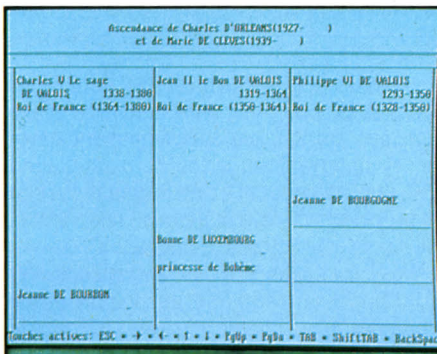 Ascendance de Charles D'ORLEANS(1927- )
et de Marie DE CLEVES(1939- )
Charles V Le sage
DE VALOIS 1338-1380
Roi de France (1364-1380)
Jeanne DE BOURBON
Jean II le Bon DE VALOIS
1319-1364
Roi de France (1350-1364)
Bonne DE LUXEMBOURG
princesse de Bohème
Philippe VI DE VALOIS
1293-1350
Roi de France (1328-1350)
Jeanne DE BOURGOGNE
Touches actives: ESC * → * ← * ↑ * ↓ * PgUp * PgDn * TAB * ShiftTAB * BackSpac